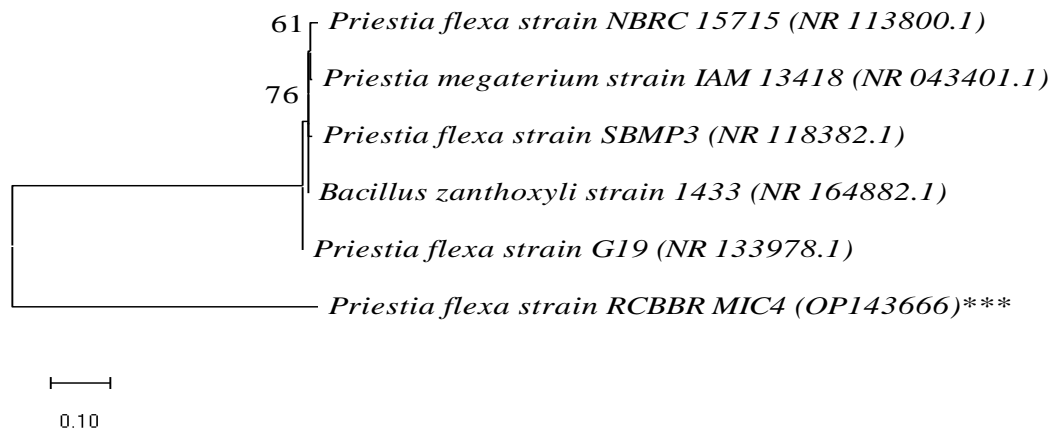 61
Priestia flexa strain NBRC 15715 (NR 113800.1)
Priestia megaterium strain IAM 13418 (NR 043401.1)
76
Priestia flexa strain SBMP3 (NR 118382.1)
Bacillus zanthoxyli strain 1433 (NR 164882.1)
Priestia flexa strain G19 (NR 133978.1)
Priestia flexa strain RCBBR MIC4 (OP143666)***
0.10